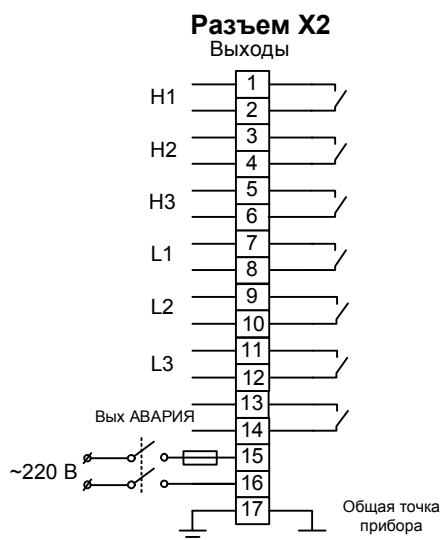 Разъем X2
Выходы
H1
1
2
H2
3
4
H3
5
6
L1
7
8
L2
9
10
L3
11
12
Вых АВАРИЯ
13
14
~220 В
15
16
17
Общая точка
прибора